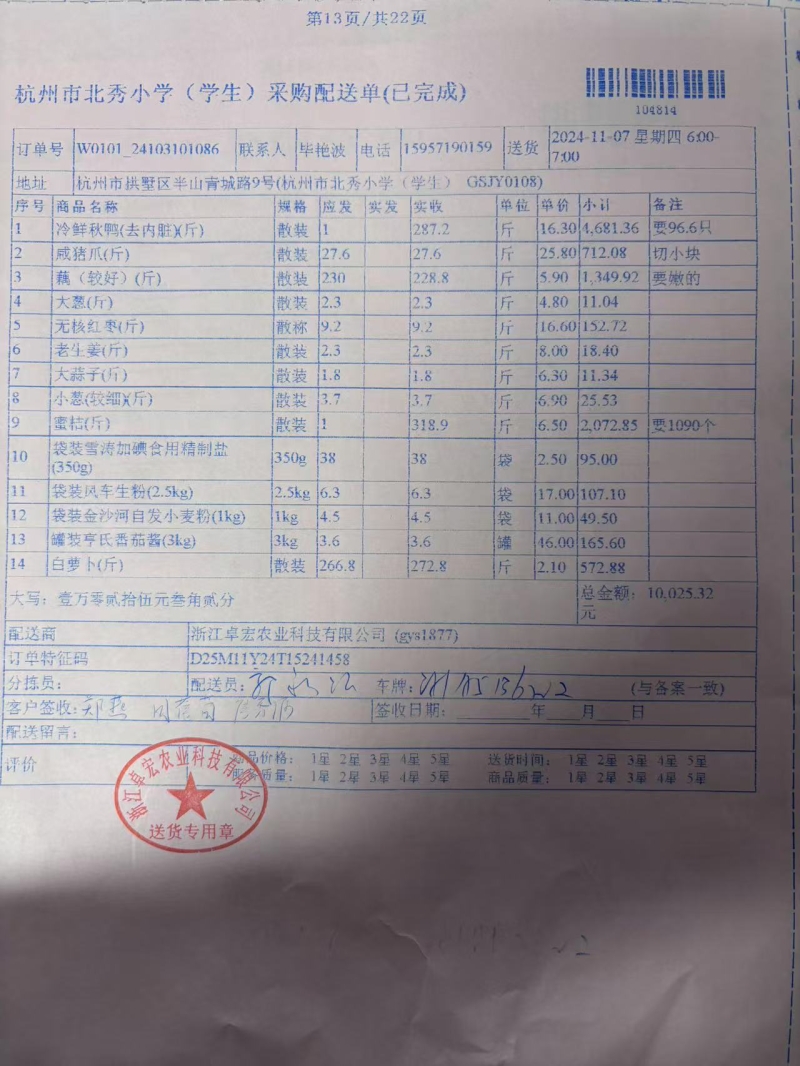 第13页/共22页
杭州市北秀小学（学生）采购配送单(已完成)
104814
订单号 W0101_24103101086 联系人 毕艳波 电话 15957190159 送货 2024-11-07 星期四 6:00-7:00
地址 杭州市拱墅区半山青城路9号(杭州市北秀小学（学生） GSJY0108)
序号 商品名称 规格 应发 实发 实收 单位 单价 小计 备注
1 冷鲜秋鸭(去内脏)(斤) 散装 1 287.2 斤 16.30 4,681.36 要96.6只
2 咸猪爪(斤) 散装 27.6 27.6 斤 25.80 712.08 切小块
3 藕（较好）(斤) 散装 230 228.8 斤 5.90 1,349.92 要嫩的
4 大葱(斤) 散装 2.3 2.3 斤 4.80 11.04
5 无核红枣(斤) 散称 9.2 9.2 斤 16.60 152.72
6 老生姜(斤) 散装 2.3 2.3 斤 8.00 18.40
7 大蒜子(斤) 散装 1.8 1.8 斤 6.30 11.34
8 小葱(较细)(斤) 散装 3.7 3.7 斤 6.90 25.53
9 蜜桔(斤) 散装 1 318.9 斤 6.50 2,072.85 要1090个
10 袋装雪涛加碘食用精制盐(350g) 350g 38 38 袋 2.50 95.00
11 袋装风车生粉(2.5kg) 2.5kg 6.3 6.3 袋 17.00 107.10
12 袋装金沙河自发小麦粉(1kg) 1kg 4.5 4.5 袋 11.00 49.50
13 罐装亨氏番茄酱(3kg) 3kg 3.6 3.6 罐 46.00 165.60
14 白萝卜(斤) 散装 266.8 272.8 斤 2.10 572.88
大写：壹万零贰拾伍元叁角贰分 总金额：10,025.32元
配送商 浙江卓宏农业科技有限公司 (gys1877)
订单特征码 D25M11Y24T15241458
分拣员： 配送员： 车牌： (与备案一致)
客户签收：郑燕 签收日期：____年__月__日
配送留言：
评价 商品价格： 1星 2星 3星 4星 5星 送货时间： 1星 2星 3星 4星 5星
服务质量： 1星 2星 3星 4星 5星 商品质量： 1星 2星 3星 4星 5星
浙江卓宏农业科技有限公司
送货专用章